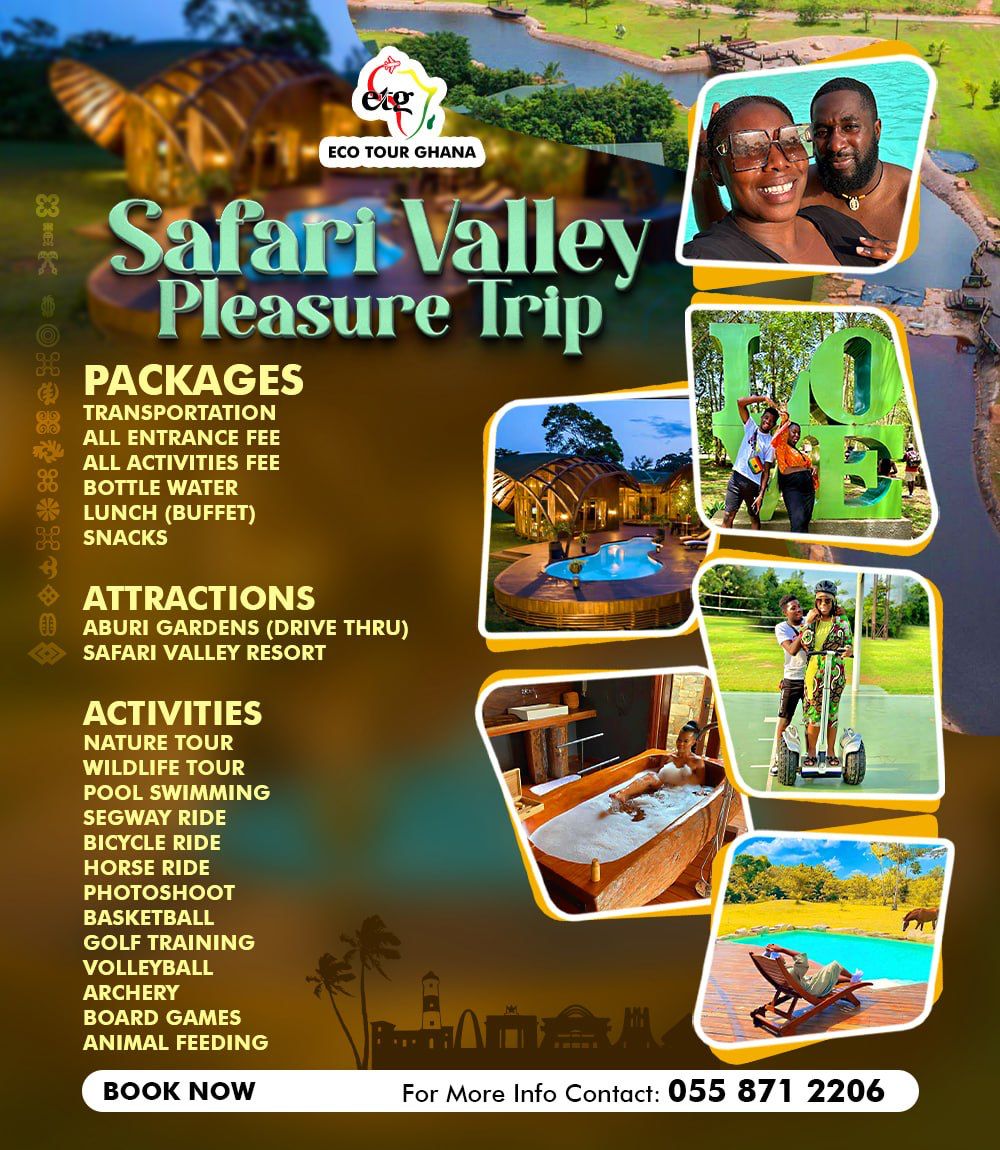 etg
ECO TOUR GHANA
Safari Valley
Pleasure Trip
PACKAGES
TRANSPORTATION
ALL ENTRANCE FEE
ALL ACTIVITIES FEE
BOTTLE WATER
LUNCH (BUFFET)
SNACKS
ATTRACTIONS
ABURI GARDENS (DRIVE THRU)
SAFARI VALLEY RESORT
ACTIVITIES
NATURE TOUR
WILDLIFE TOUR
POOL SWIMMING
SEGWAY RIDE
BICYCLE RIDE
HORSE RIDE
PHOTOSHOOT
BASKETBALL
GOLF TRAINING
VOLLEYBALL
ARCHERY
BOARD GAMES
ANIMAL FEEDING
LO
VE
BOOK NOW
For More Info Contact: 055 871 2206